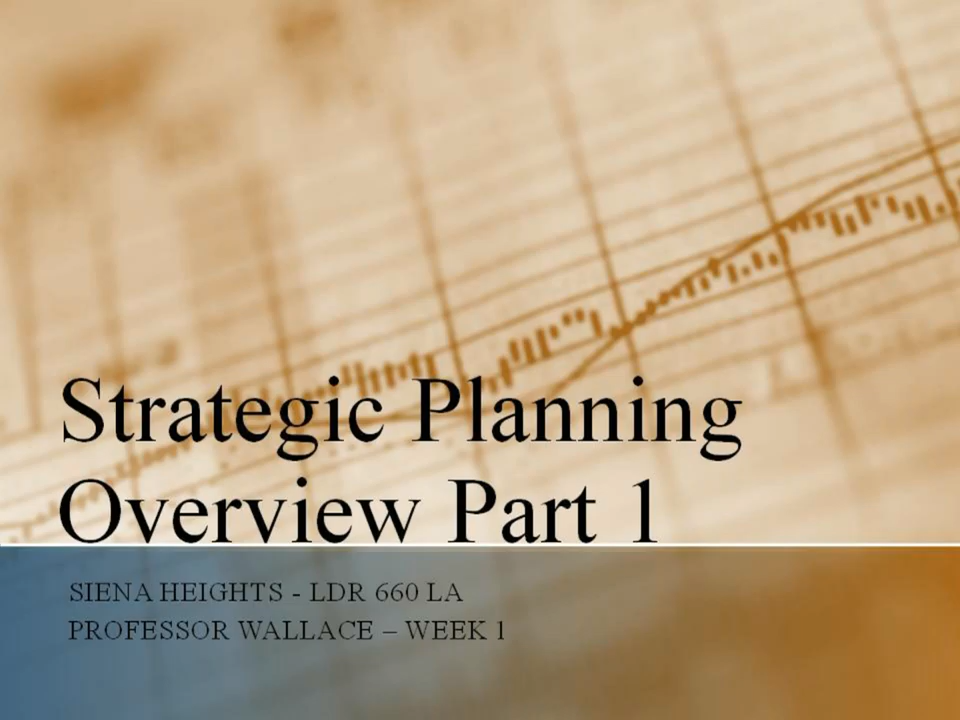 Strategic Planning
Overview Part 1
SIENA HEIGHTS - LDR 660 LA
PROFESSOR WALLACE – WEEK 1